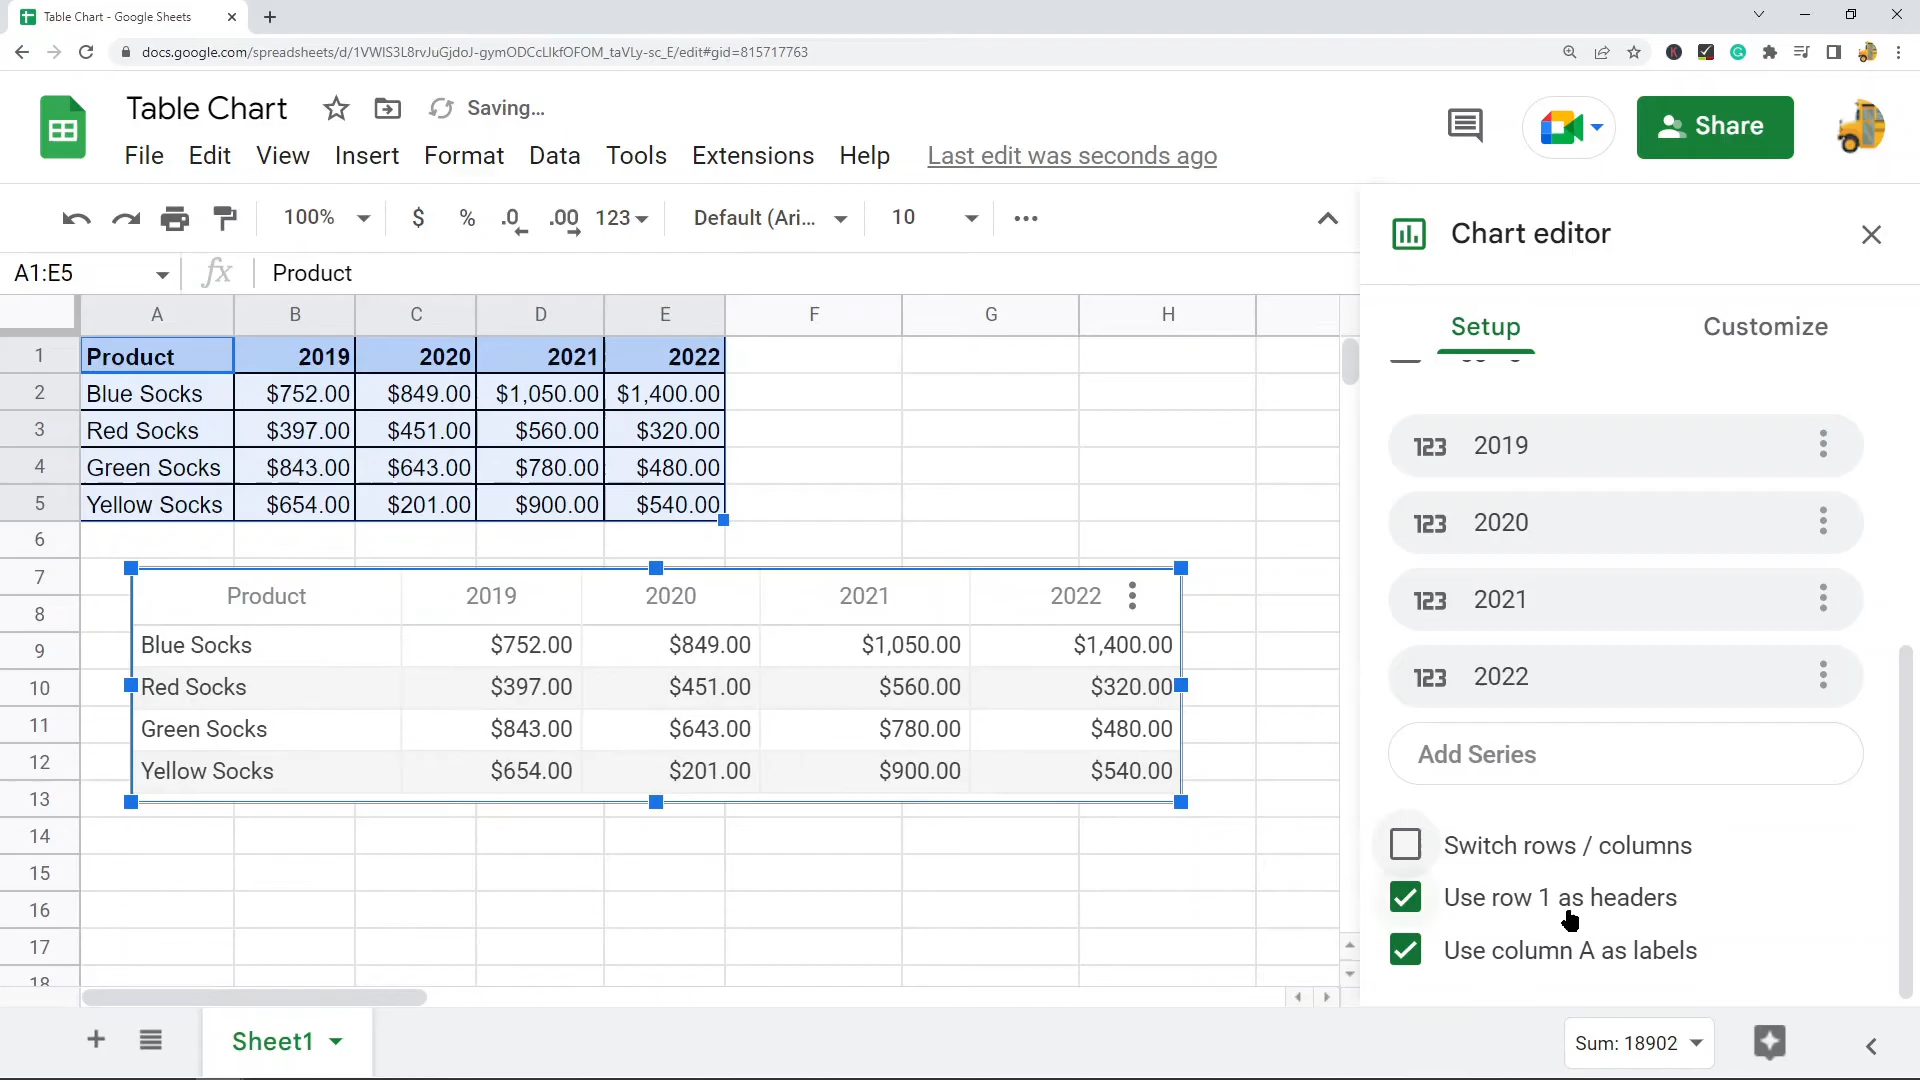 Table Chart - Google Sheets
docs.google.com/spreadsheets/d/1VWIS3L8rvJuGjdoJ-gymODCcLlkfOFOM_taVLy-sc_E/edit#gid=815717763
Table Chart
Saving...
Share
File Edit View Insert Format Data Tools Extensions Help Last edit was seconds ago
100% $ % .0 .00 123 Default (Ari... 10
A1:E5 fx Product
Chart editor
Setup Customize
A B C D E F G H
1 Product 2019 2020 2021 2022
2 Blue Socks $752.00 $849.00 $1,050.00 $1,400.00
3 Red Socks $397.00 $451.00 $560.00 $320.00
4 Green Socks $843.00 $643.00 $780.00 $480.00
5 Yellow Socks $654.00 $201.00 $900.00 $540.00
6
7
8
9
10
11
12
13
14
15
16
17
18
Product 2019 2020 2021 2022
Blue Socks $752.00 $849.00 $1,050.00 $1,400.00
Red Socks $397.00 $451.00 $560.00 $320.00
Green Socks $843.00 $643.00 $780.00 $480.00
Yellow Socks $654.00 $201.00 $900.00 $540.00
123 2019
123 2020
123 2021
123 2022
Add Series
Switch rows / columns
Use row 1 as headers
Use column A as labels
Sheet1
Sum: 18902